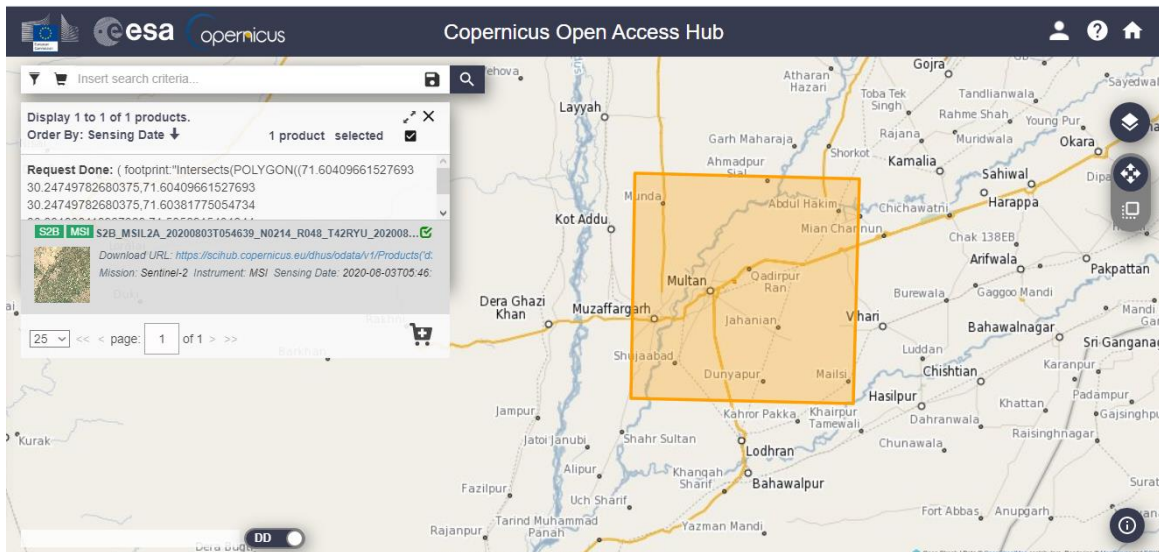 esa
opernicus
Copernicus Open Access Hub
Insert search criteria...
Display 1 to 1 of 1 products.
Order By: Sensing Date
1 product selected
Request Done: ( footprint:"Intersects(POLYGON((71.60409661527693
30.24749782680375,71.60409661527693
30.24749782680375,71.60381775054734
S2B MSI S2B_MSIL2A_20200803T054639_N0214_R048_T42RYU_202008...
Download URL: https://scihub.copernicus.eu/dhus/odata/v1/Products('d.
Mission: Sentinel-2 Instrument: MSI Sensing Date: 2020-08-03T05:46:
25 << < page: 1 of 1 > >>
DD
Layyah
Atharan
Hazari
Gojra
Toba Tek
Singh
Tandlianwala
Sayedwal
Rahme Shah
Young Pur
Okara
Garh Maharaja
Rajana
Muridwala
Shorkot
Kamalia
Ahmadpur
Sial
Sahiwal
Harappa
Dipa
Munda
Abdul Hakim
Chichawatni
Kot Addu
Mian Channun
Chak 138EB
Arifwala
Pakpattan
Multan
Qadirpur
Ran
Burewala
Gaggoo Mandi
Dera Ghazi
Khan
Muzaffargarh
Jahanian
Vihari
Bahawalnagar
Mandi
Sri Ganganag
Shujaabad
Luddan
Chishtian
Karanpur
Dunyapur
Mailsi
Hasilpur
Khattan
Padampur
Gajsinghpu
Jampur
Kahror Pakka
Khairpur
Tamewali
Dahranwala
Raisinghnagar
Kurak
Jatoi Janubi
Shahr Sultan
Lodhran
Chunawala
Alipur
Khangah
Sharif
Bahawalpur
Fazilpur
Uch Sharif
Surat
Rajanpur
Tarind Muhammad
Panah
Yazman Mandi
Fort Abbas
Anupgarh